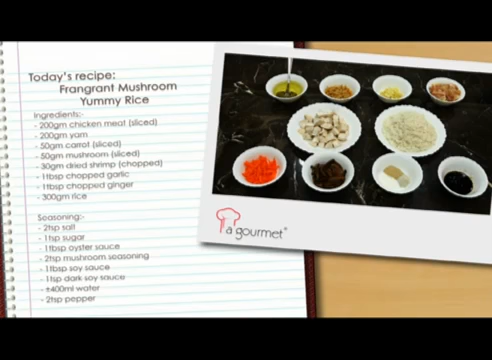 Today's recipe:
Frangrant Mushroom
Yummy Rice
Ingredients:
- 200gm chicken meat (sliced)
- 200gm yam
- 50gm carrot (sliced)
- 50gm mushroom (sliced)
- 30gm dried shrimp (chopped)
- 1tbsp chopped garlic
- 1tbsp chopped ginger
- 300gm rice
Seasoning:-
- 2tsp salt
- 1tsp sugar
- 1tbsp oyster sauce
- 2tsp mushroom seasoning
- 1tbsp soy sauce
- 1tsp dark soy sauce
- ±400ml water
- 2tsp pepper
a gourmet